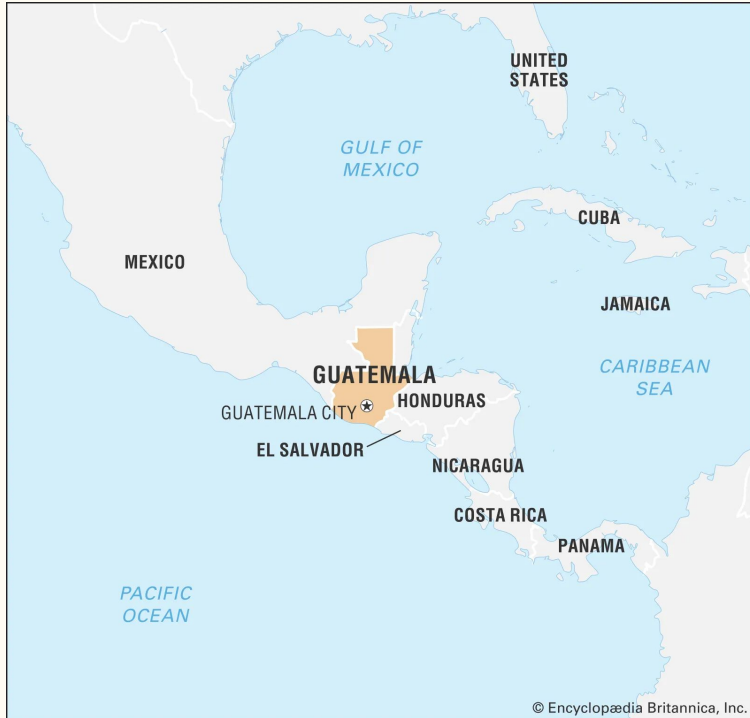 UNITED
STATES
GULF OF
MEXICO
CUBA
MEXICO
JAMAICA
CARIBBEAN
SEA
GUATEMALA
HONDURAS
GUATEMALA CITY
EL SALVADOR
NICARAGUA
COSTA RICA
PANAMA
PACIFIC
OCEAN
© Encyclopædia Britannica, Inc.